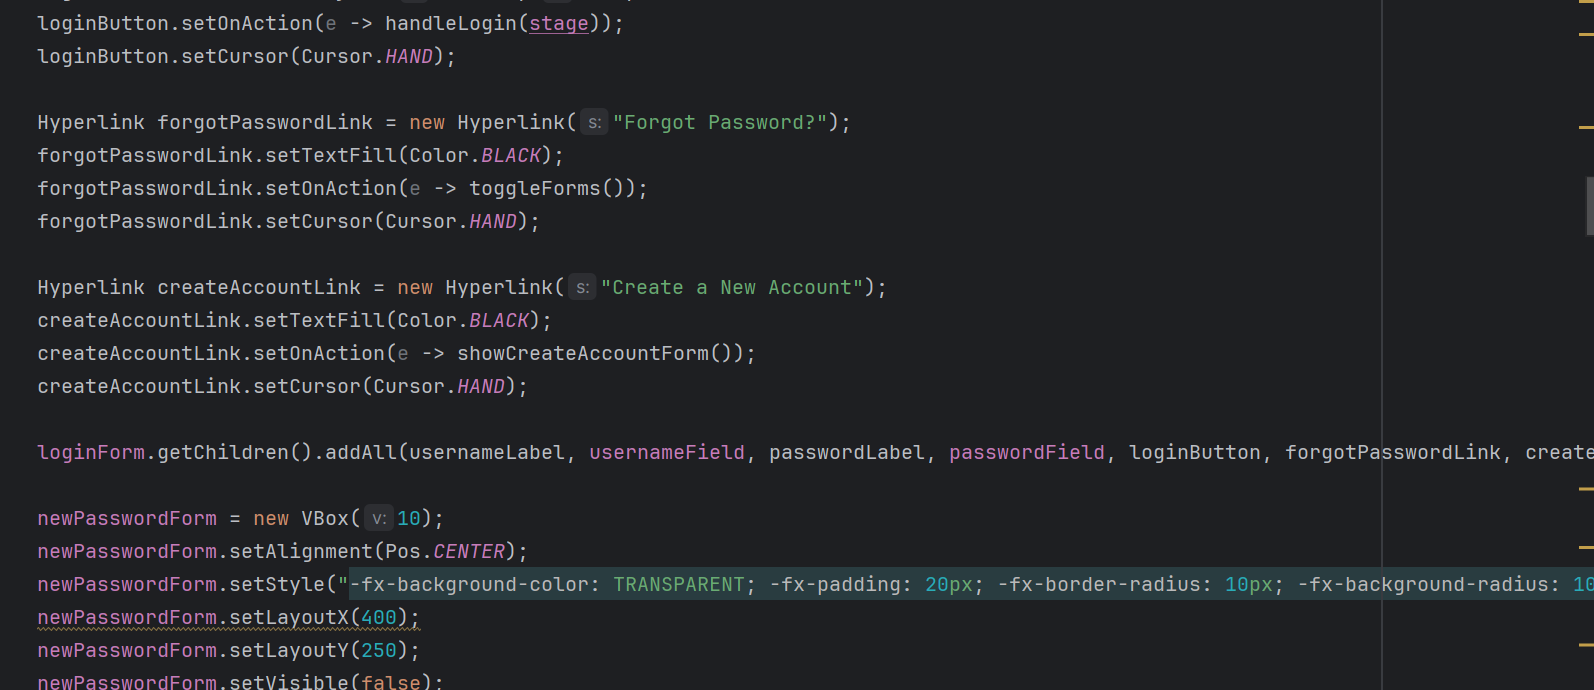 loginButton.setOnAction(e -> handleLogin(stage));
loginButton.setCursor(Cursor.HAND);
Hyperlink forgotPasswordLink = new Hyperlink( s: "Forgot Password?");
forgotPasswordLink.setTextFill(Color.BLACK);
forgotPasswordLink.setOnAction(e -> toggleForms());
forgotPasswordLink.setCursor(Cursor.HAND);
Hyperlink createAccountLink = new Hyperlink( s: "Create a New Account");
createAccountLink.setTextFill(Color.BLACK);
createAccountLink.setOnAction(e -> showCreateAccountForm());
createAccountLink.setCursor(Cursor.HAND);
loginForm.getChildren().addAll(usernameLabel, usernameField, passwordLabel, passwordField, loginButton, forgotPasswordLink, create
newPasswordForm = new VBox( v: 10);
newPasswordForm.setAlignment(Pos.CENTER);
newPasswordForm.setStyle("-fx-background-color: TRANSPARENT; -fx-padding: 20px; -fx-border-radius: 10px; -fx-background-radius: 10
newPasswordForm.setLayoutX(400);
newPasswordForm.setLayoutY(250);
newPasswordForm.setVisible(false);